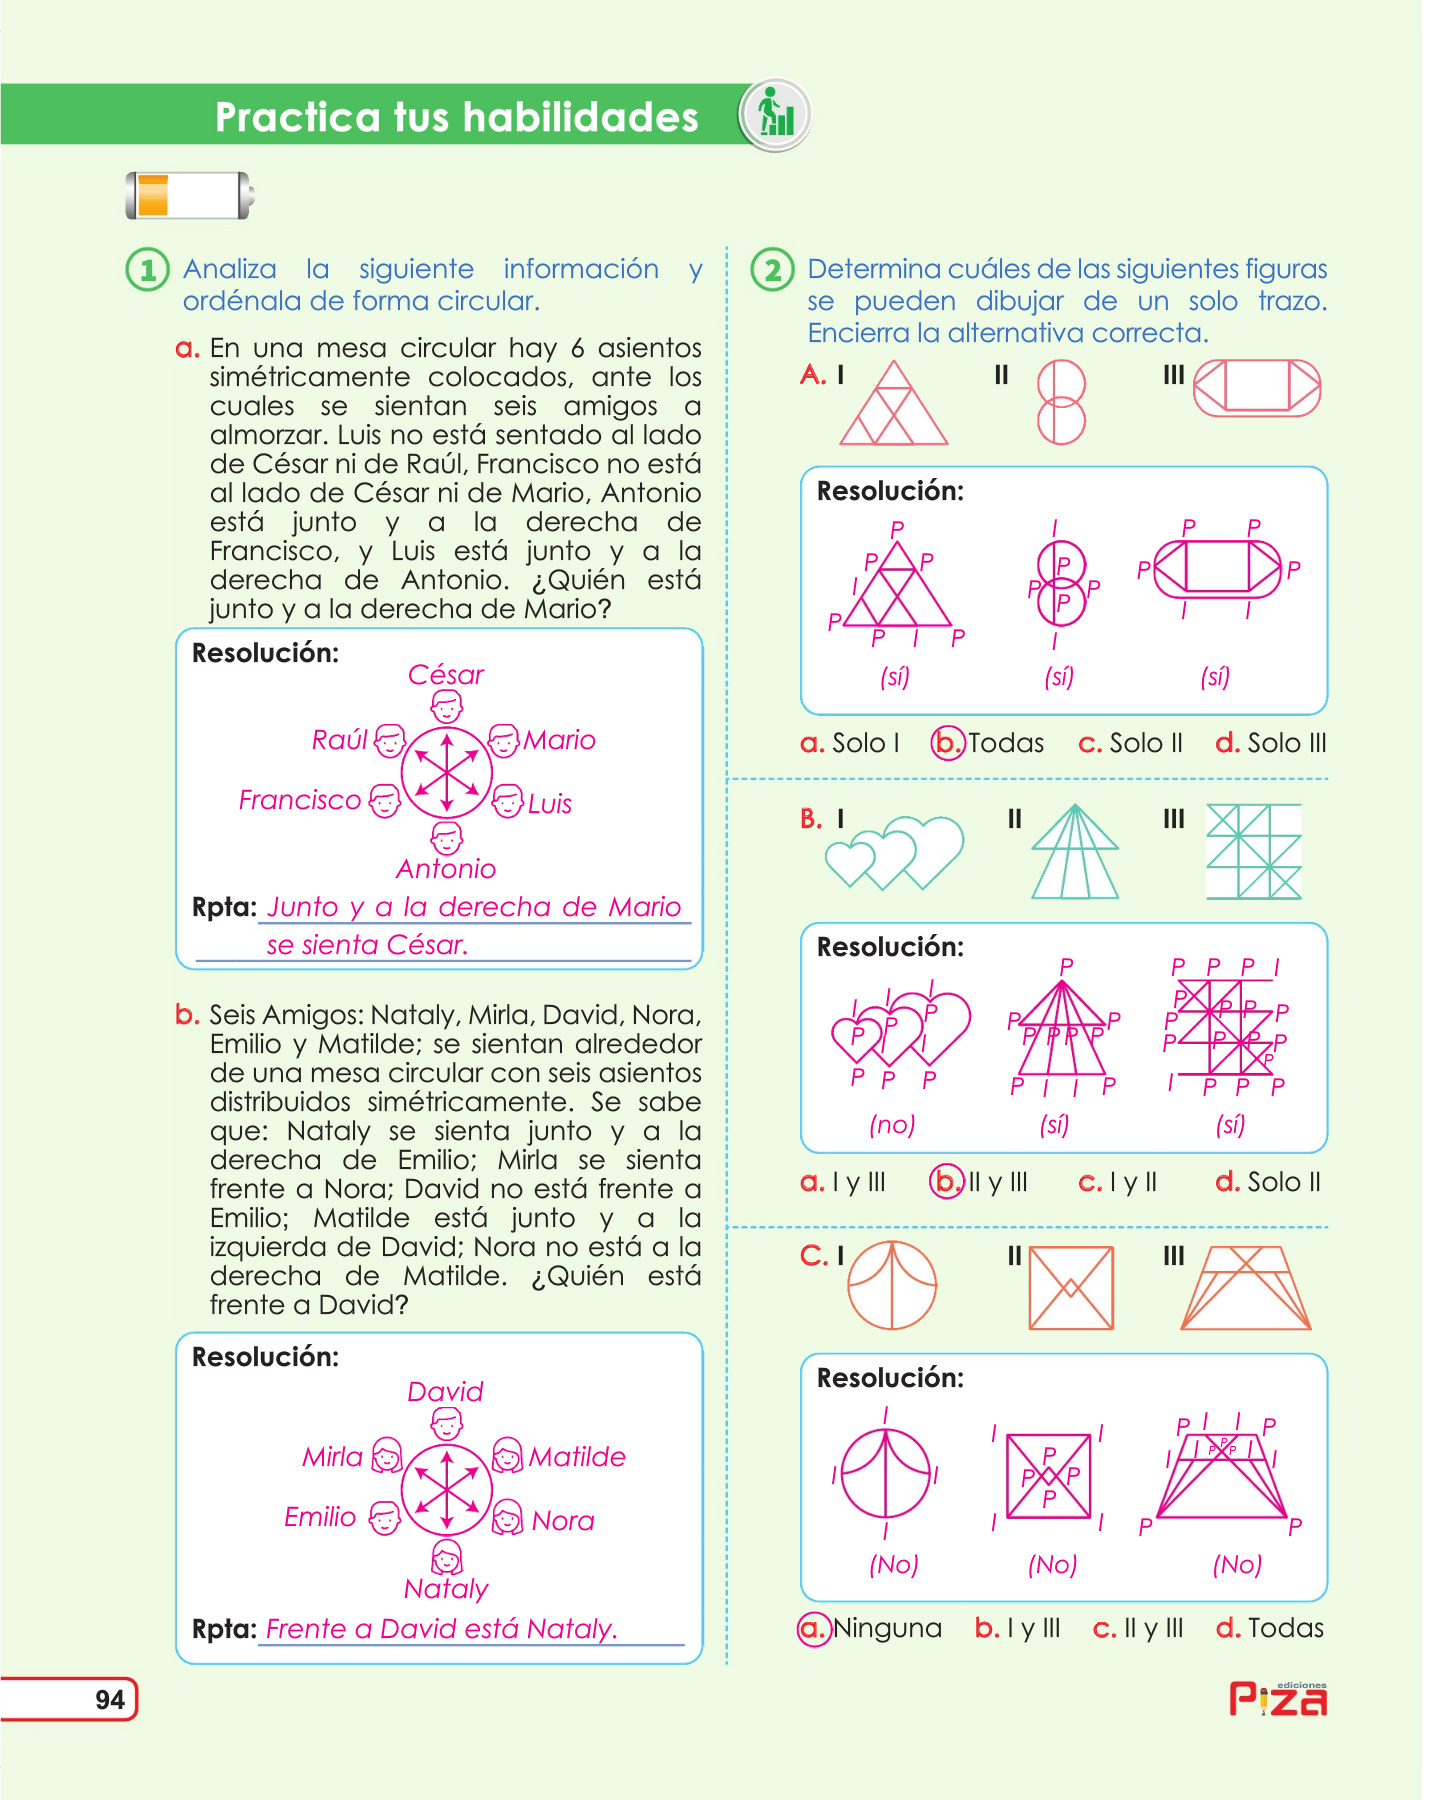 Practica tus habilidades
1 Analiza la siguiente información y
ordénala de forma circular.
a. En una mesa circular hay 6 asientos
simétricamente colocados, ante los
cuales se sientan seis amigos a
almorzar. Luis no está sentado al lado
de César ni de Raúl, Francisco no está
al lado de César ni de Mario, Antonio
está junto y a la derecha de
Francisco, y Luis está junto y a la
derecha de Antonio. ¿Quién está
junto y a la derecha de Mario?
Resolución:
César
Raúl Mario
Francisco Luis
Antonio
Rpta: Junto y a la derecha de Mario
se sienta César.
b. Seis Amigos: Nataly, Mirla, David, Nora,
Emilio y Matilde; se sientan alrededor
de una mesa circular con seis asientos
distribuidos simétricamente. Se sabe
que: Nataly se sienta junto y a la
derecha de Emilio; Mirla se sienta
frente a Nora; David no está frente a
Emilio; Matilde está junto y a la
izquierda de David; Nora no está a la
derecha de Matilde. ¿Quién está
frente a David?
Resolución:
David
Mirla Matilde
Emilio Nora
Nataly
Rpta: Frente a David está Nataly.
2 Determina cuáles de las siguientes figuras
se pueden dibujar de un solo trazo.
Encierra la alternativa correcta.
A. I II III
Resolución:
P I P P
P P P P P
I P P
P P
P I P I I I
(sí) (sí) (sí)
a. Solo I b. Todas c. Solo II d. Solo III
B. I II III
Resolución:
P P P P I
I I I P P P P
P P P P P P P
P P P P P P P P
I I P
P P P P I I P I P P P
(no) (sí) (sí)
a. I y III b. II y III c. I y II d. Solo II
C. I II III
Resolución:
I I I P I I P
P I I P P P I I
I I P P
P
I I I P P
(No) (No) (No)
a. Ninguna b. I y III c. II y III d. Todas
94
ediciones
Piza